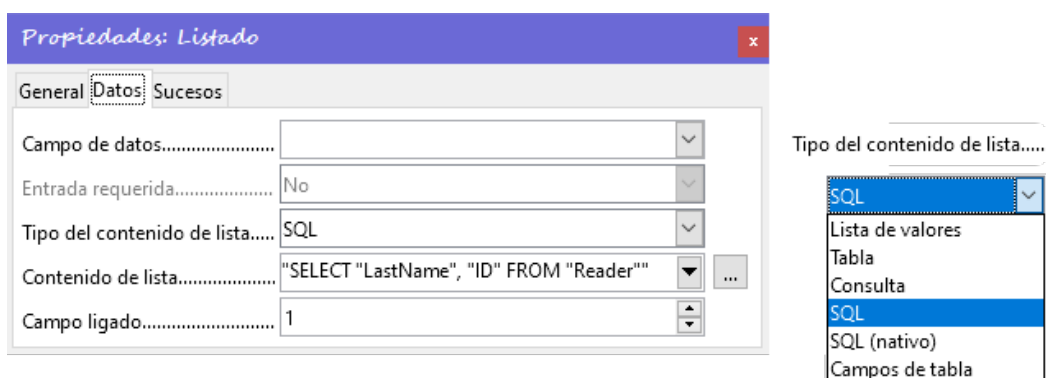 Propiedades: Listado
x
General Datos Sucesos
Campo de datos.......................
Entrada requerida.................... No
Tipo del contenido de lista..... SQL
Contenido de lista.................... "SELECT "LastName", "ID" FROM "Reader"" ...
Campo ligado........................... 1
Tipo del contenido de lista.....
SQL
Lista de valores
Tabla
Consulta
SQL
SQL (nativo)
Campos de tabla